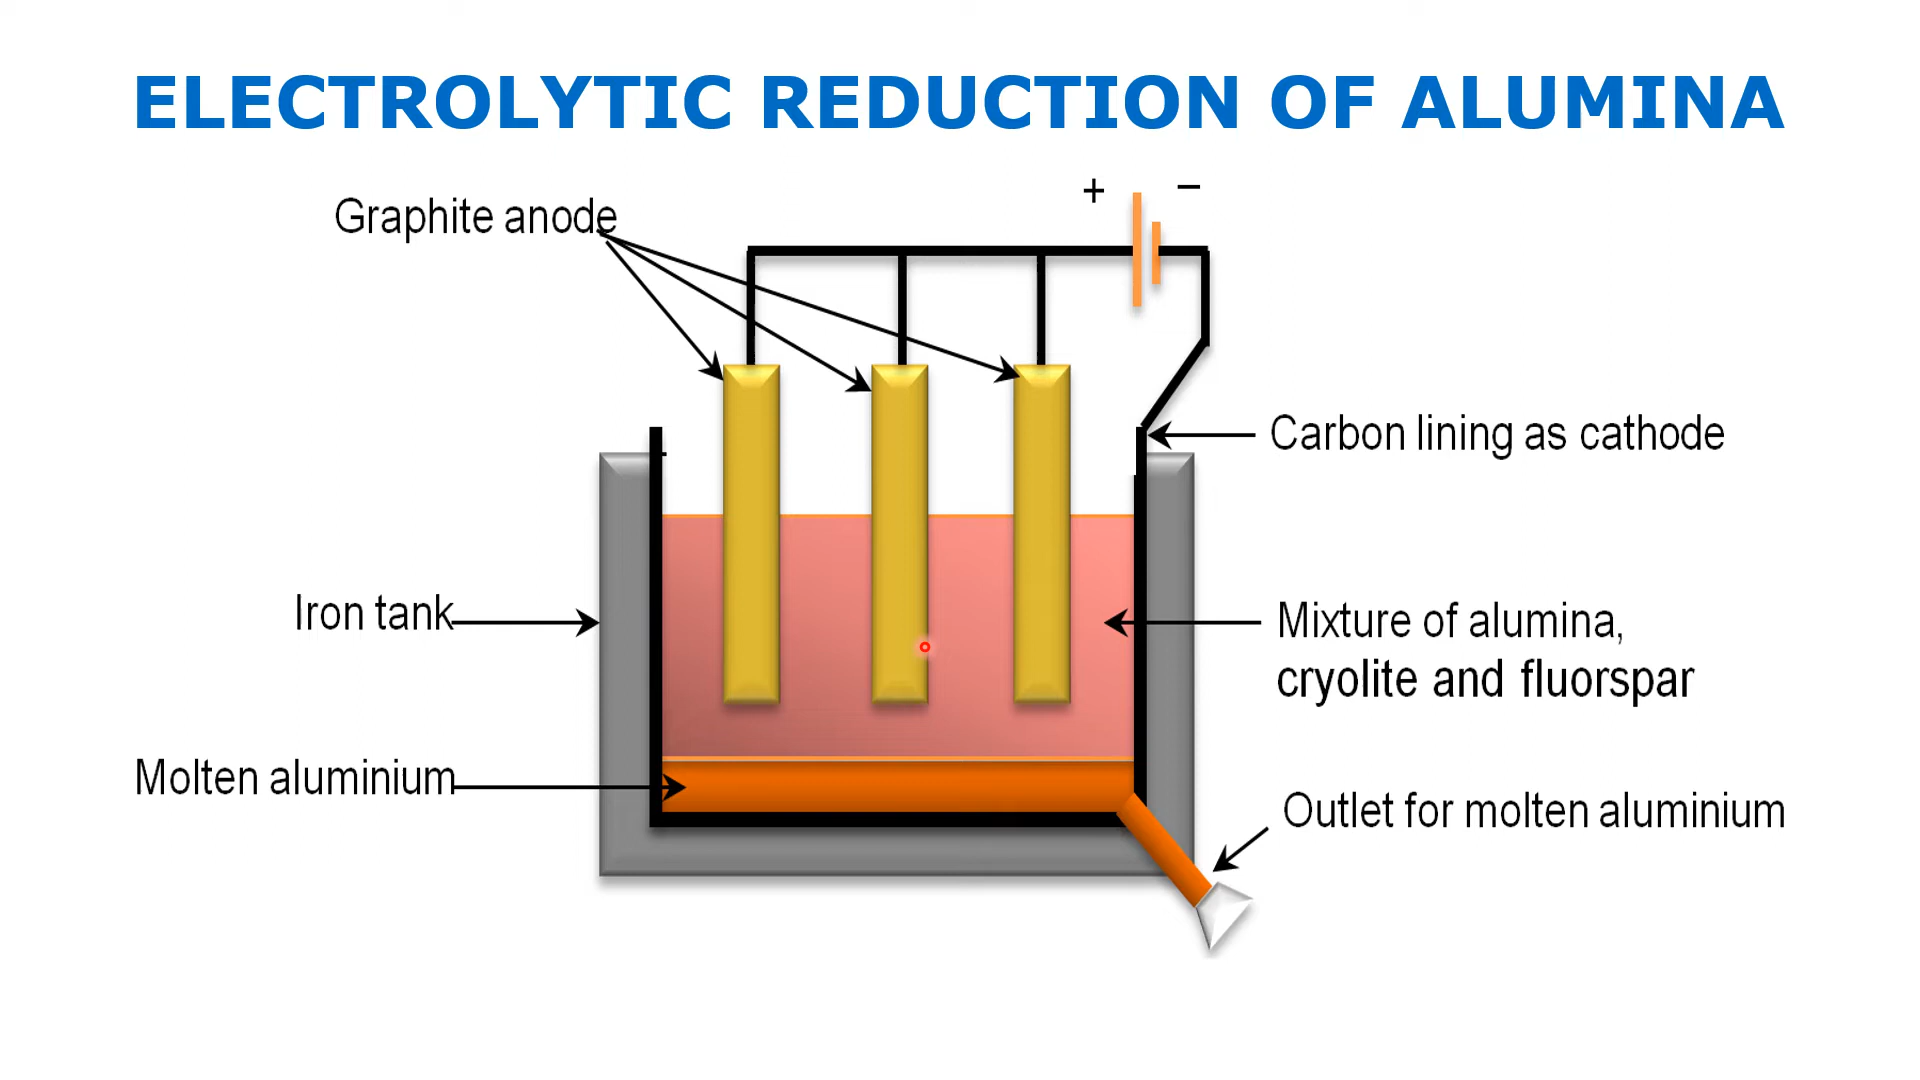 ELECTROLYTIC REDUCTION OF ALUMINA
+ −
Graphite anode
Carbon lining as cathode
Iron tank
Mixture of alumina,
cryolite and fluorspar
Molten aluminium
Outlet for molten aluminium